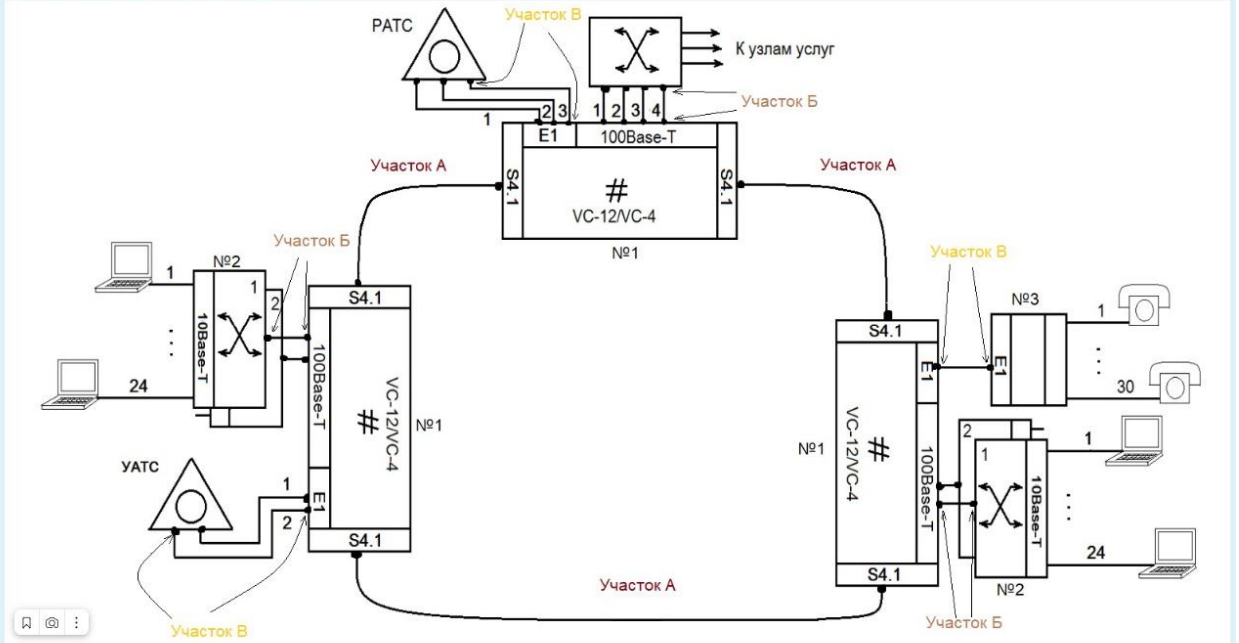 Участок В
РАТС
К узлам услуг
Участок Б
1
2
3
1
2
3
4
E1
100Base-T
S4.1
S4.1
#
VC-12/VC-4
№1
Участок А
Участок А
Участок Б
№2
1
1
2
10Base-T
24
S4.1
100Base-T
#
VC-12/VC-4
№1
E1
S4.1
УАТС
1
2
Участок В
Участок В
№3
S4.1
E1
E1
1
30
№1
#
VC-12/VC-4
100Base-T
2
1
10Base-T
1
24
S4.1
№2
Участок А
Участок Б